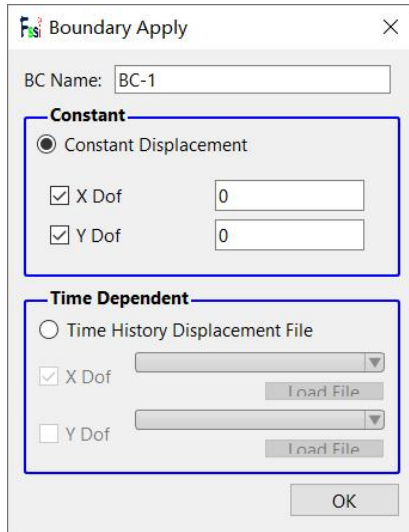 Fssi Boundary Apply
BC Name: BC-1
Constant
Constant Displacement
X Dof 0
Y Dof 0
Time Dependent
Time History Displacement File
X Dof
Load File
Y Dof
Load File
OK